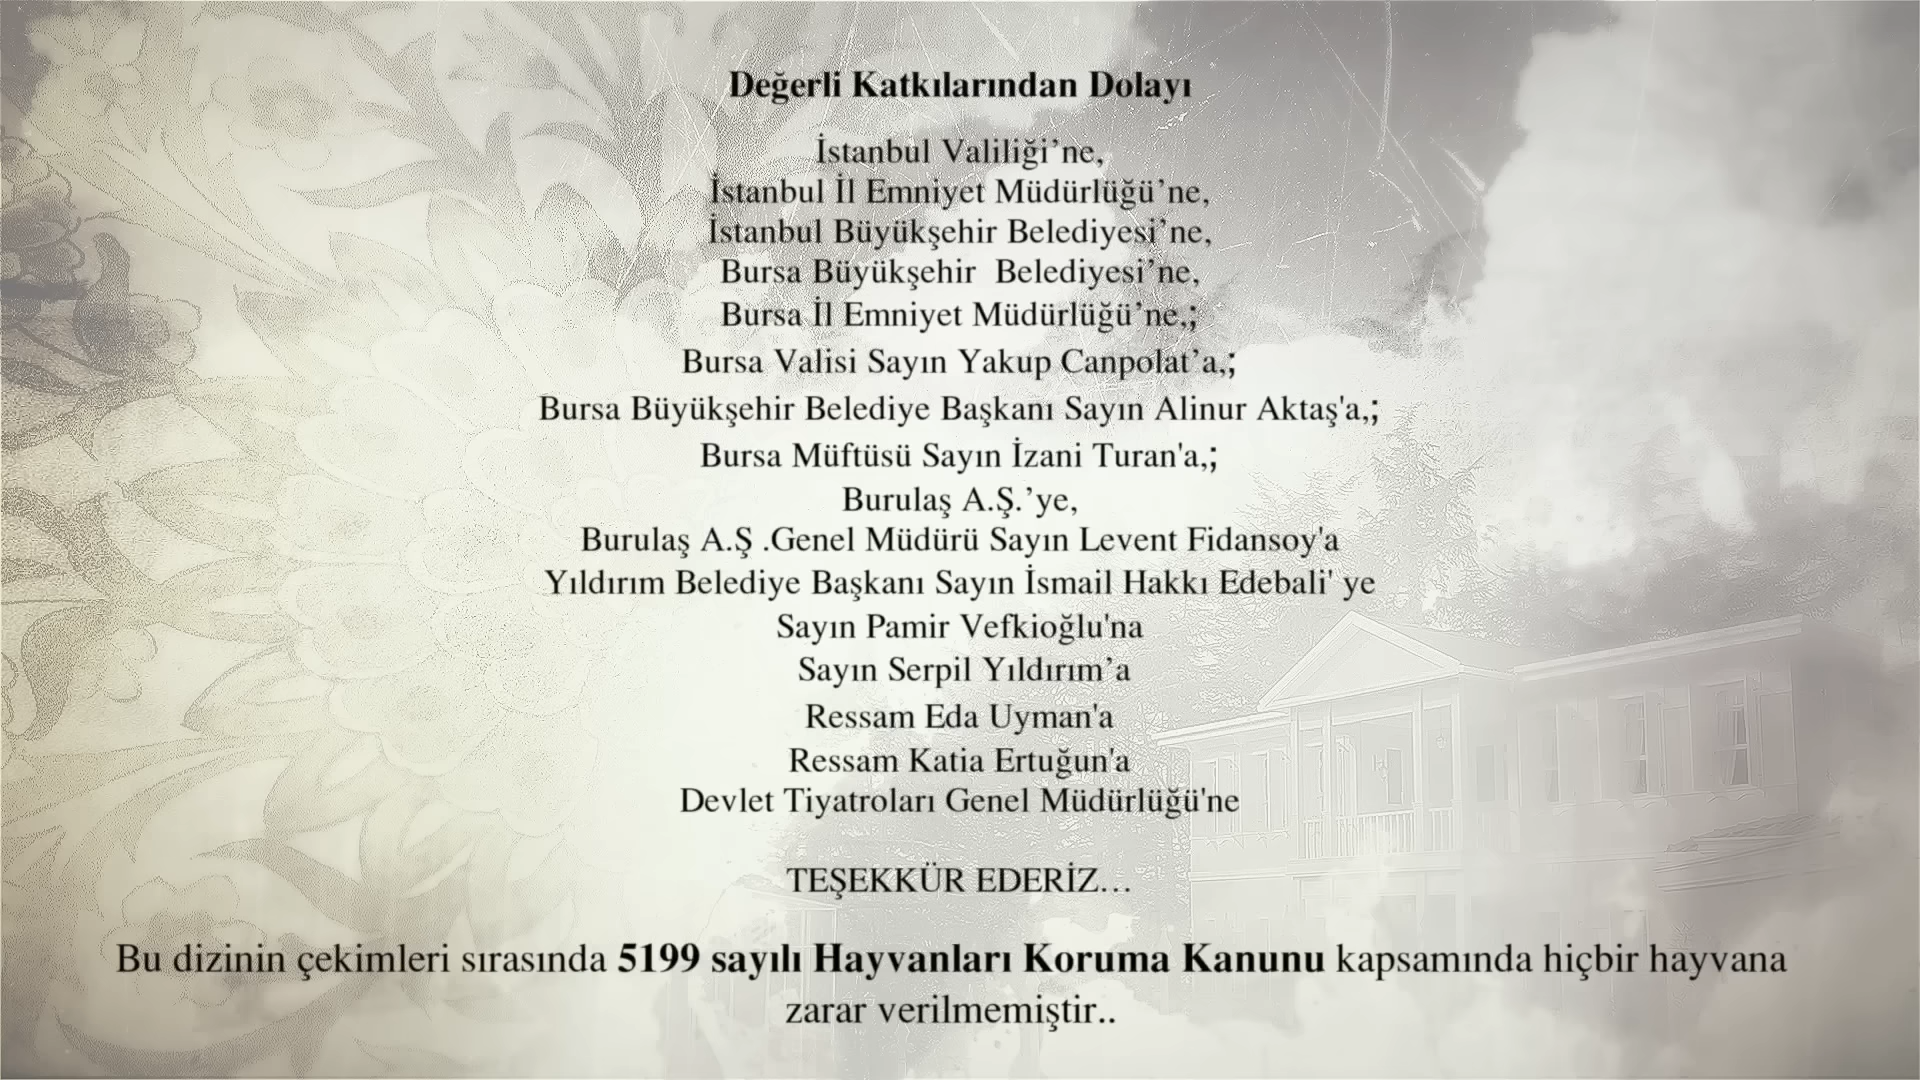 Değerli Katkılarından Dolayı
İstanbul Valiliği’ne,
İstanbul İl Emniyet Müdürlüğü’ne,
İstanbul Büyükşehir Belediyesi’ne,
Bursa Büyükşehir  Belediyesi’ne,
Bursa İl Emniyet Müdürlüğü’ne,;
Bursa Valisi Sayın Yakup Canpolat’a,;
Bursa Büyükşehir Belediye Başkanı Sayın Alinur Aktaş'a,;
Bursa Müftüsü Sayın İzani Turan'a,;
Burulaş A.Ş.’ye,
Burulaş A.Ş .Genel Müdürü Sayın Levent Fidansoy'a
Yıldırım Belediye Başkanı Sayın İsmail Hakkı Edebali' ye
Sayın Pamir Vefkioğlu'na
Sayın Serpil Yıldırım’a
Ressam Eda Uyman'a
Ressam Katia Ertuğun'a
Devlet Tiyatroları Genel Müdürlüğü'ne
TEŞEKKÜR EDERİZ…
Bu dizinin çekimleri sırasında 5199 sayılı Hayvanları Koruma Kanunu kapsamında hiçbir hayvana
zarar verilmemiştir..